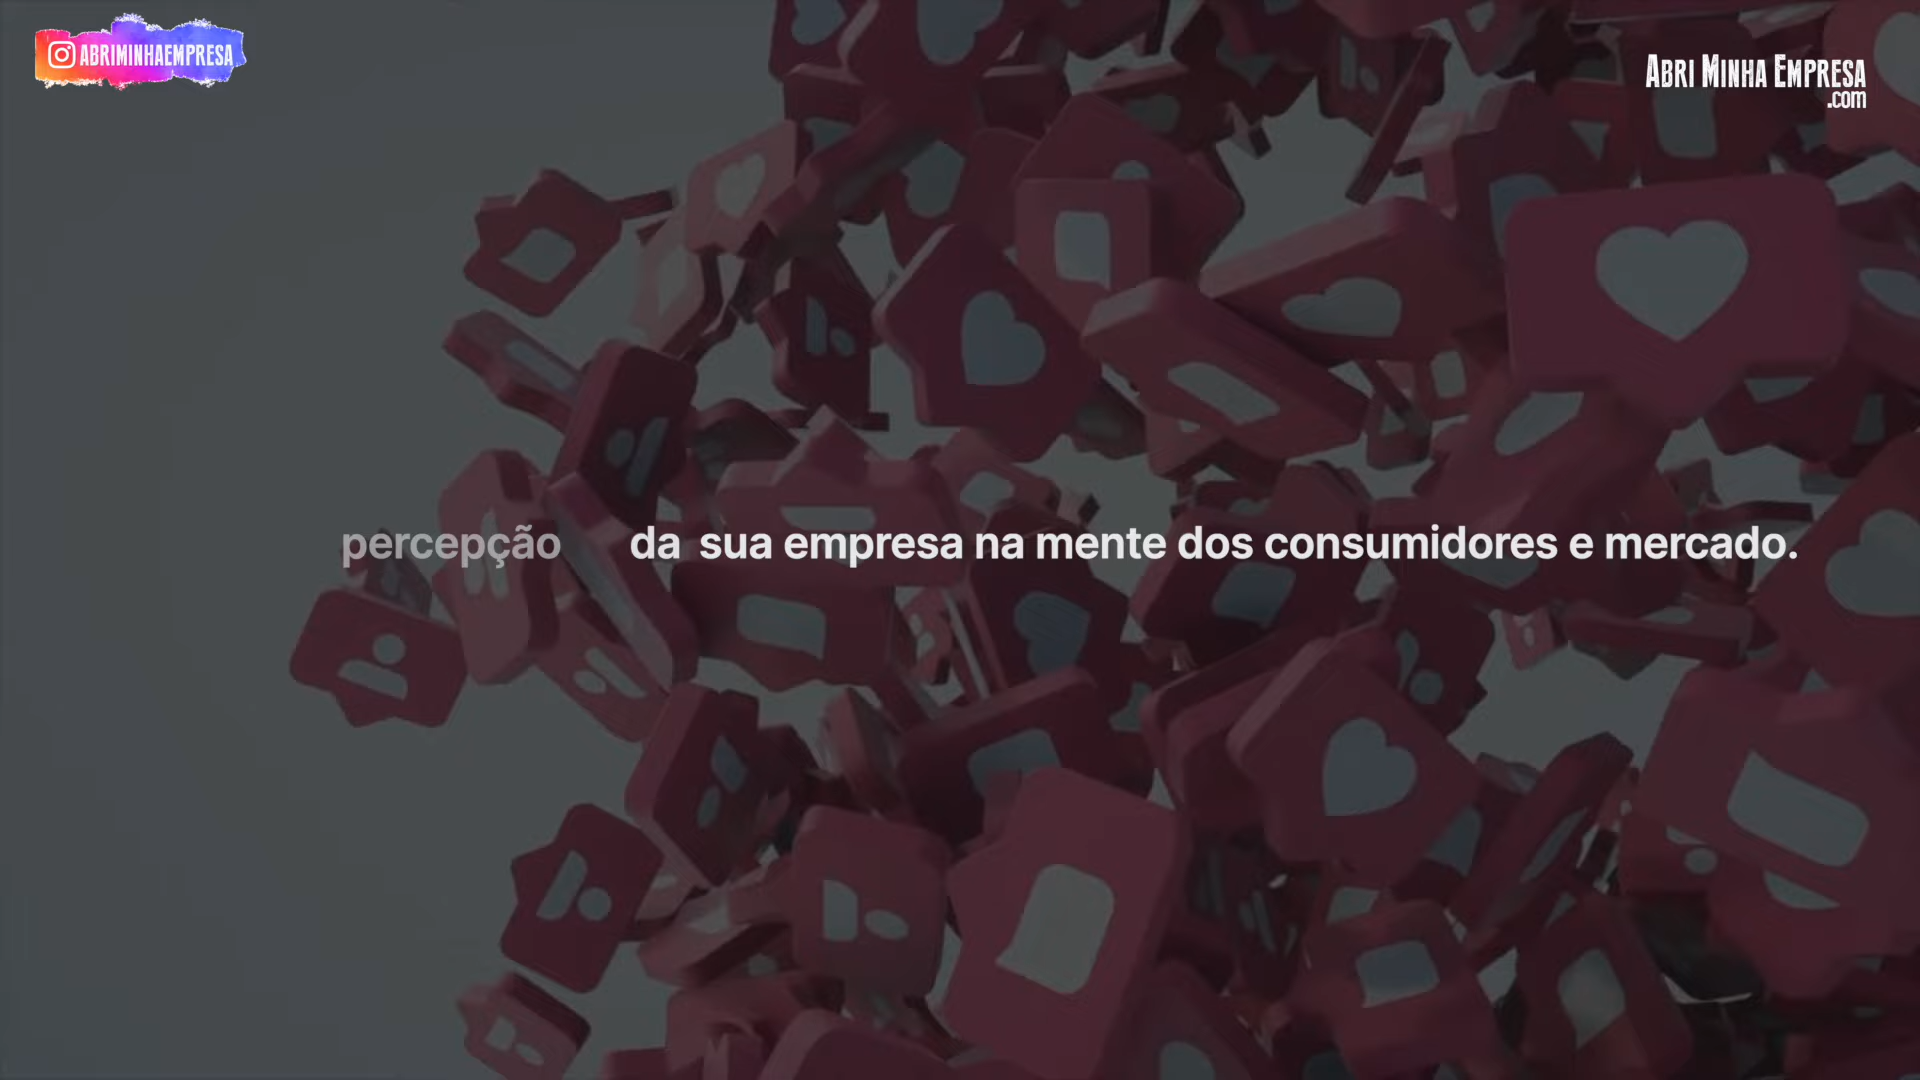 ABRIMINHAEMPRESA
ABRI MINHA EMPRESA
.com
percepção da sua empresa na mente dos consumidores e mercado.